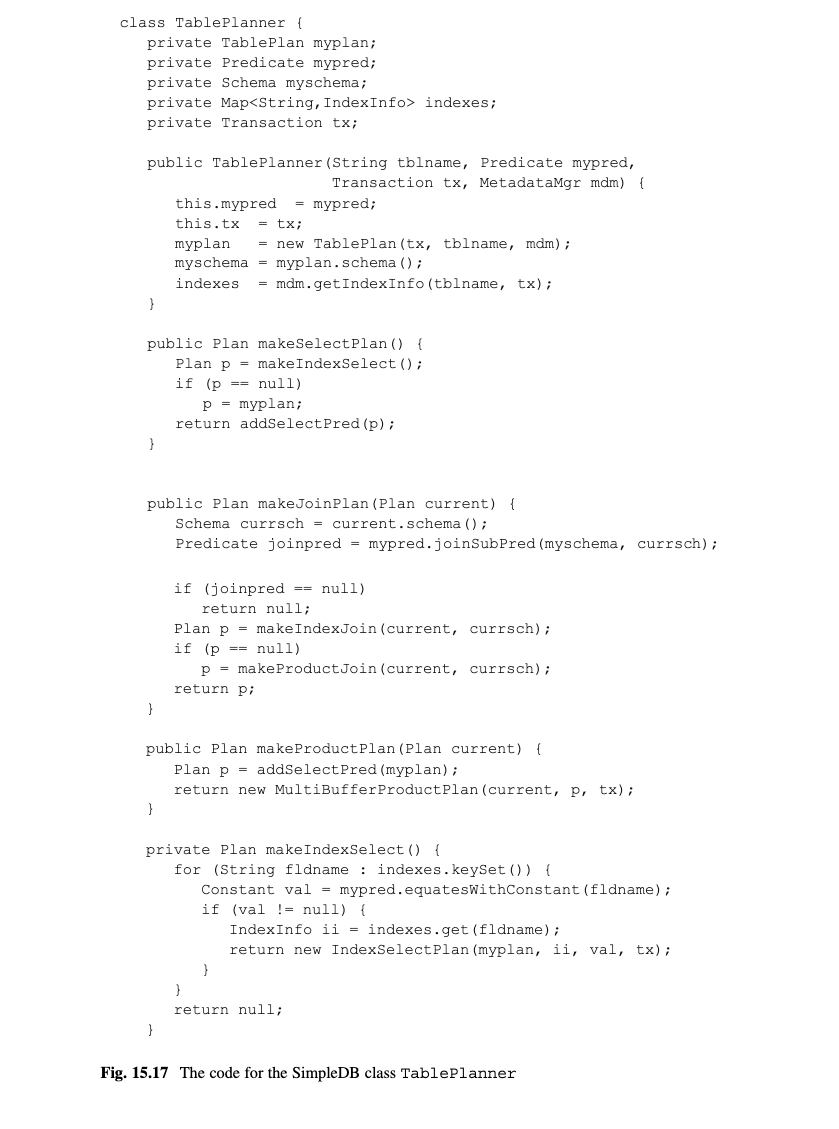 class TablePlanner {
   private TablePlan myplan;
   private Predicate mypred;
   private Schema myschema;
   private Map<String,IndexInfo> indexes;
   private Transaction tx;

   public TablePlanner(String tblname, Predicate mypred,
                       Transaction tx, MetadataMgr mdm) {
      this.mypred  = mypred;
      this.tx  = tx;
      myplan   = new TablePlan(tx, tblname, mdm);
      myschema = myplan.schema();
      indexes  = mdm.getIndexInfo(tblname, tx);
   }

   public Plan makeSelectPlan() {
      Plan p = makeIndexSelect();
      if (p == null)
         p = myplan;
      return addSelectPred(p);
   }

   public Plan makeJoinPlan(Plan current) {
      Schema currsch = current.schema();
      Predicate joinpred = mypred.joinSubPred(myschema, currsch);

      if (joinpred == null)
         return null;
      Plan p = makeIndexJoin(current, currsch);
      if (p == null)
         p = makeProductJoin(current, currsch);
      return p;
   }

   public Plan makeProductPlan(Plan current) {
      Plan p = addSelectPred(myplan);
      return new MultiBufferProductPlan(current, p, tx);
   }

   private Plan makeIndexSelect() {
      for (String fldname : indexes.keySet()) {
         Constant val = mypred.equatesWithConstant(fldname);
         if (val != null) {
            IndexInfo ii = indexes.get(fldname);
            return new IndexSelectPlan(myplan, ii, val, tx);
         }
      }
      return null;
   }

Fig. 15.17 The code for the SimpleDB class TablePlanner